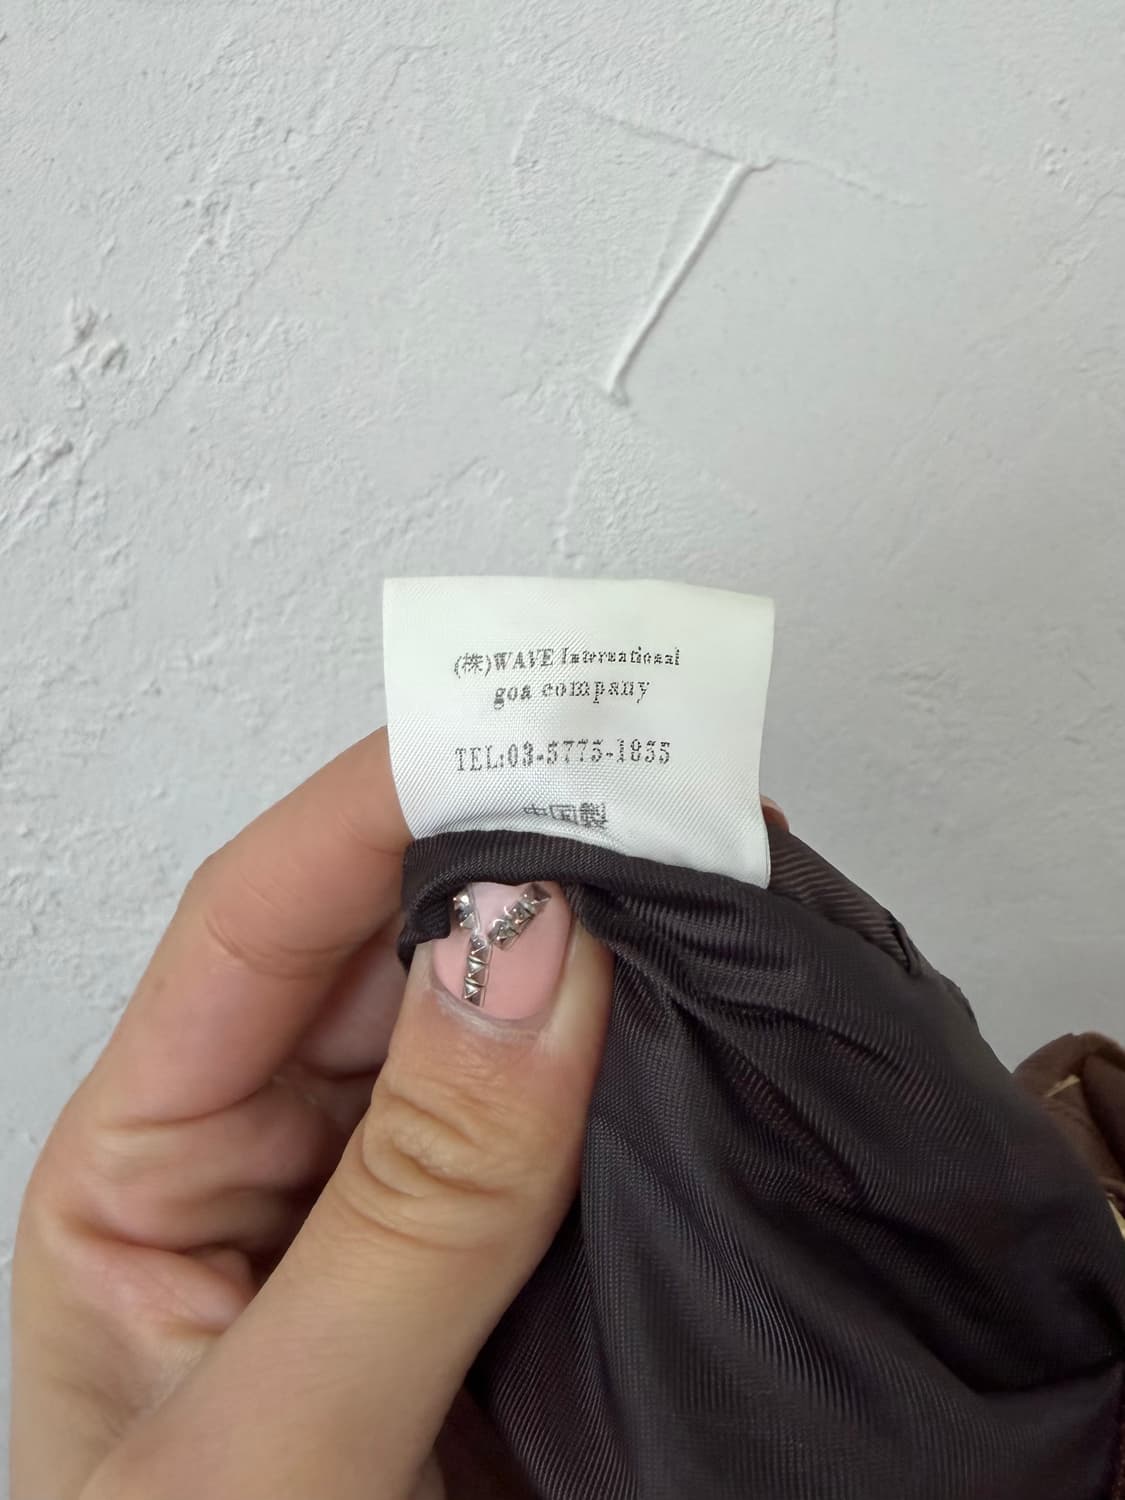 (株)WAVE International
goa company
TEL:03-5775-1835
中国製